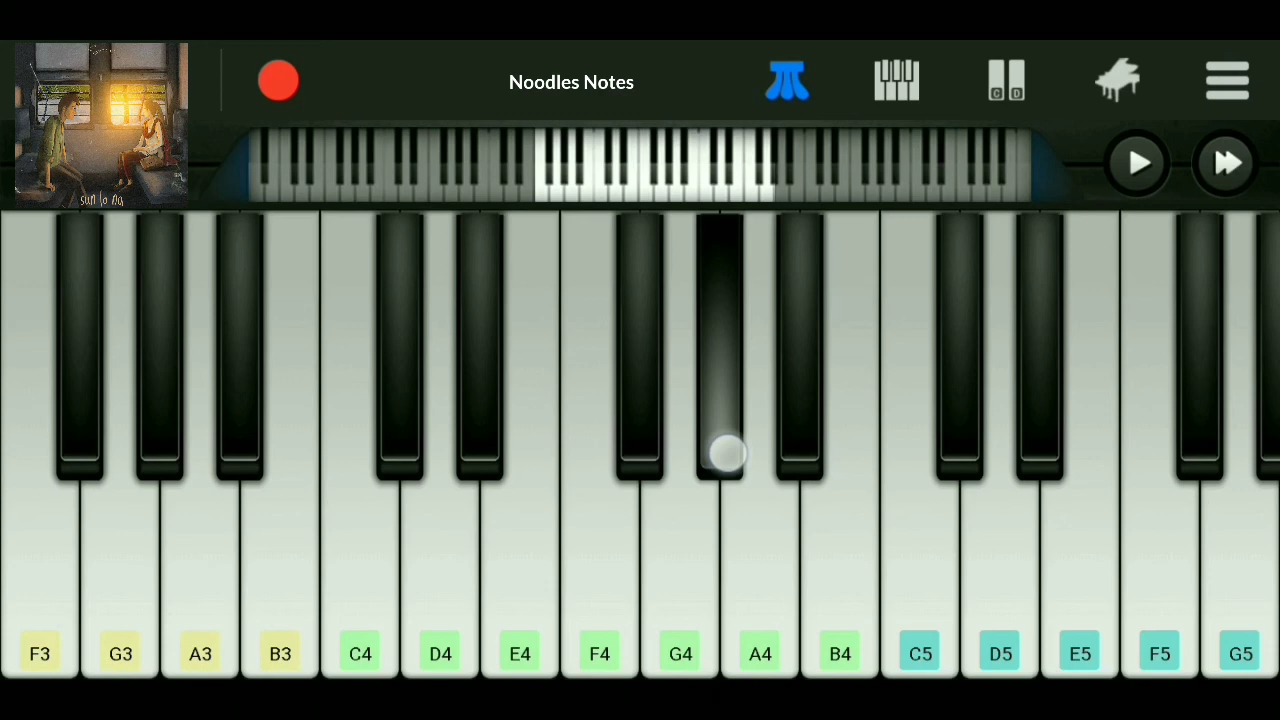 Noodles Notes
sun lo na
C D
F3 G3 A3 B3 C4 D4 E4 F4 G4 A4 B4 C5 D5 E5 F5 G5